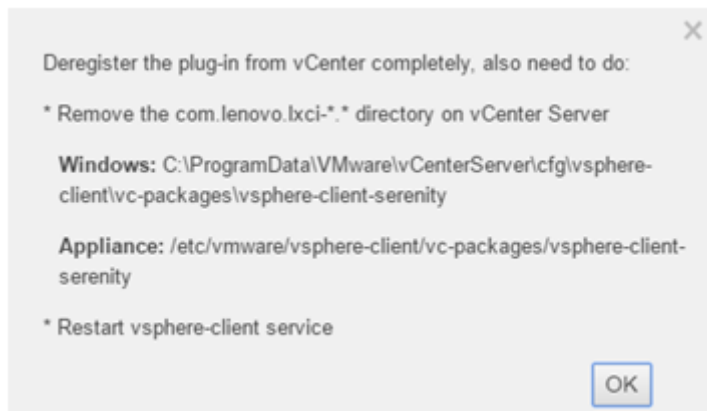 Deregister the plug-in from vCenter completely, also need to do:
* Remove the com.lenovo.lxci-*.* directory on vCenter Server
Windows: C:\ProgramData\VMware\vCenterServer\cfg\vsphere-
client\vc-packages\vsphere-client-serenity
Appliance: /etc/vmware/vsphere-client/vc-packages/vsphere-client-
serenity
* Restart vsphere-client service
OK